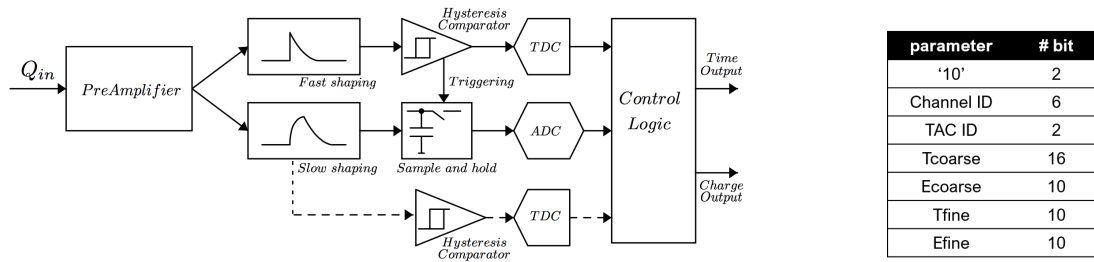 Hysteresis
Comparator
TDC
Fast shaping
Triggering
Q_in
PreAmplifier
Slow shaping
Sample and hold
ADC
Hysteresis
Comparator
TDC
Control
Logic
Time
Output
Charge
Output
parameter # bit
‘10’ 2
Channel ID 6
TAC ID 2
Tcoarse 16
Ecoarse 10
Tfine 10
Efine 10